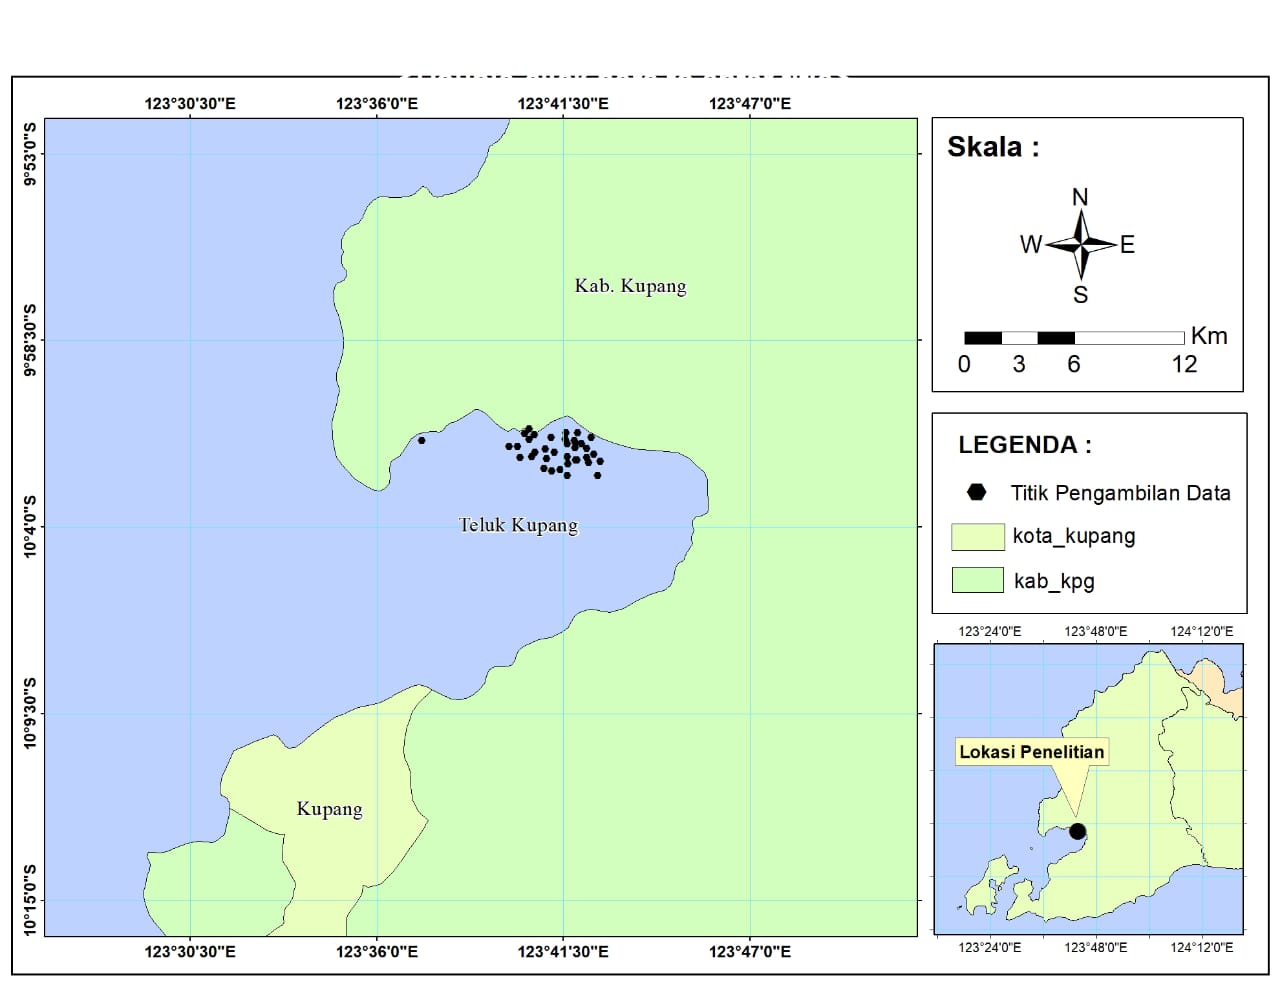 123°30'30"E 123°36'0"E 123°41'30"E 123°47'0"E
9°53'0"S
9°58'30"S
10°4'0"S
10°9'30"S
10°15'0"S
Kab. Kupang
Teluk Kupang
Kupang
123°30'30"E 123°36'0"E 123°41'30"E 123°47'0"E
Skala :
N
W E
S
Km
0 3 6 12
LEGENDA :
Titik Pengambilan Data
kota_kupang
kab_kpg
123°24'0"E 123°48'0"E 124°12'0"E
Lokasi Penelitian
123°24'0"E 123°48'0"E 124°12'0"E